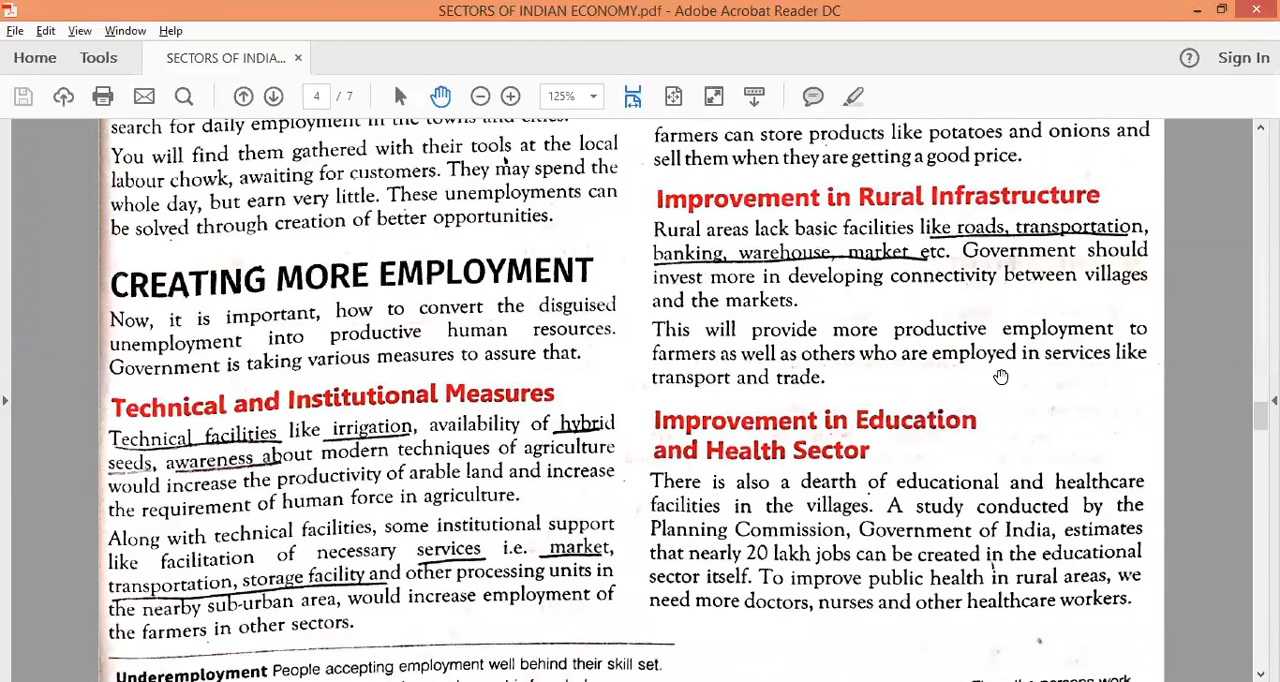 SECTORS OF INDIAN ECONOMY.pdf - Adobe Acrobat Reader DC
File Edit View Window Help
Home Tools SECTORS OF INDIA... × ? Sign In
4 / 7 125%
search for daily employment in the towns and cities.
You will find them gathered with their tools at the local
labour chowk, awaiting for customers. They may spend the
whole day, but earn very little. These unemployments can
be solved through creation of better opportunities.
CREATING MORE EMPLOYMENT
Now, it is important, how to convert the disguised
unemployment into productive human resources.
Government is taking various measures to assure that.
Technical and Institutional Measures
Technical facilities like irrigation, availability of hybrid
seeds, awareness about modern techniques of agriculture
would increase the productivity of arable land and increase
the requirement of human force in agriculture.
Along with technical facilities, some institutional support
like facilitation of necessary services i.e. market,
transportation, storage facility and other processing units in
the nearby sub-urban area, would increase employment of
the farmers in other sectors.
Underemployment People accepting employment well behind their skill set.
farmers can store products like potatoes and onions and
sell them when they are getting a good price.
Improvement in Rural Infrastructure
Rural areas lack basic facilities like roads, transportation,
banking, warehouse, market etc. Government should
invest more in developing connectivity between villages
and the markets.
This will provide more productive employment to
farmers as well as others who are employed in services like
transport and trade.
Improvement in Education
and Health Sector
There is also a dearth of educational and healthcare
facilities in the villages. A study conducted by the
Planning Commission, Government of India, estimates
that nearly 20 lakh jobs can be created in the educational
sector itself. To improve public health in rural areas, we
need more doctors, nurses and other healthcare workers.